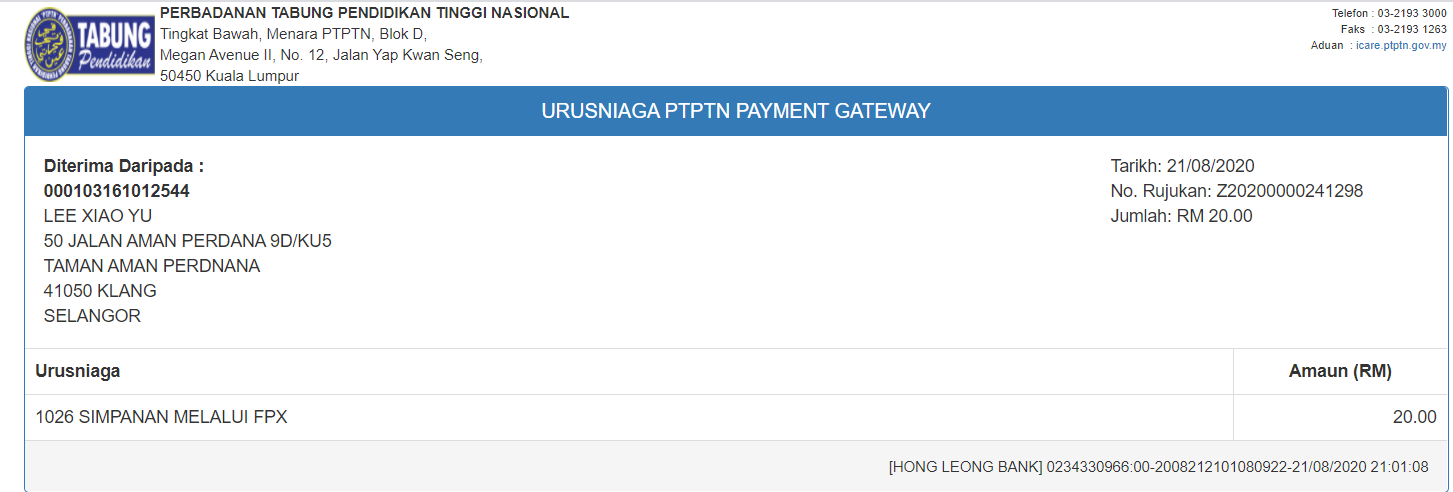 TABUNG
Pendidikan
PERBADANAN TABUNG PENDIDIKAN TINGGI NASIONAL
Tingkat Bawah, Menara PTPTN, Blok D,
Megan Avenue II, No. 12, Jalan Yap Kwan Seng,
50450 Kuala Lumpur
Telefon : 03-2193 3000
Faks : 03-2193 1263
Aduan : icare.ptptn.gov.my
URUSNIAGA PTPTN PAYMENT GATEWAY
Diterima Daripada :
000103161012544
LEE XIAO YU
50 JALAN AMAN PERDANA 9D/KU5
TAMAN AMAN PERDNANA
41050 KLANG
SELANGOR
Tarikh: 21/08/2020
No. Rujukan: Z20200000241298
Jumlah: RM 20.00
Urusniaga
Amaun (RM)
1026 SIMPANAN MELALUI FPX
20.00
[HONG LEONG BANK] 0234330966:00-2008212101080922-21/08/2020 21:01:08